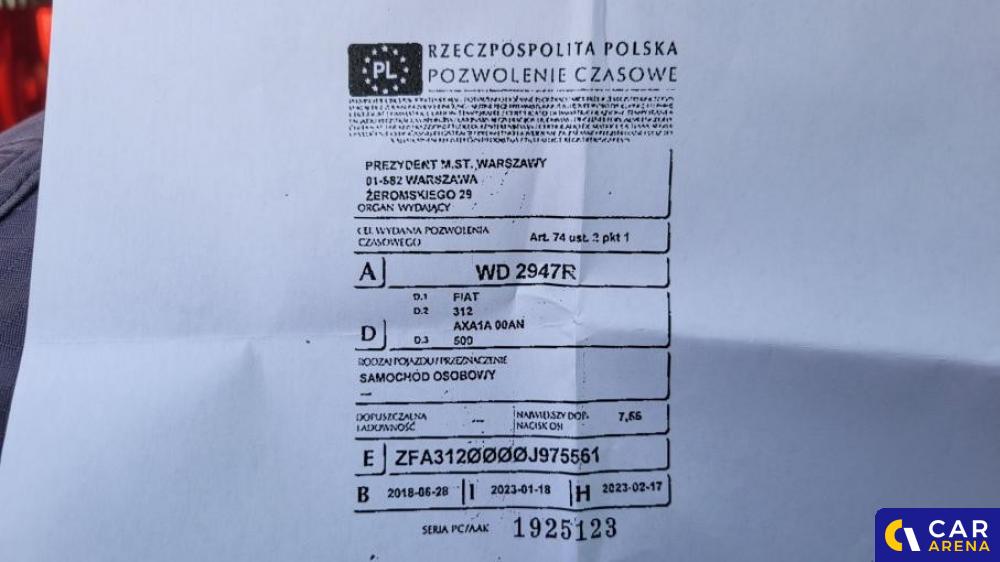 PL
RZECZPOSPOLITA POLSKA
POZWOLENIE CZASOWE
PREZYDENT M.ST. WARSZAWY
01-882 WARSZAWA
ŻEROMSKIEGO 29
ORGAN WYDAJĄCY
CEL WYDANIA POZWOLENIA
CZASOWEGO
Art. 74 ust. 2 pkt 1
A WD 2947R
D.1 FIAT
D.2 312
AXA1A 00AN
D
D.3 500
RODZAJ POJAZDU / PRZEZNACZENIE
SAMOCHÓD OSOBOWY
---
DOPUSZCZALNA
ŁADOWNOŚĆ
---
NAJWIĘKSZY DOP.
NACISK OSI
E ZFA3120000J975561
B 2018-06-28 I 2023-01-18 H 2023-02-17
SERIA PC/AAK 1925123
CAR
ARENA